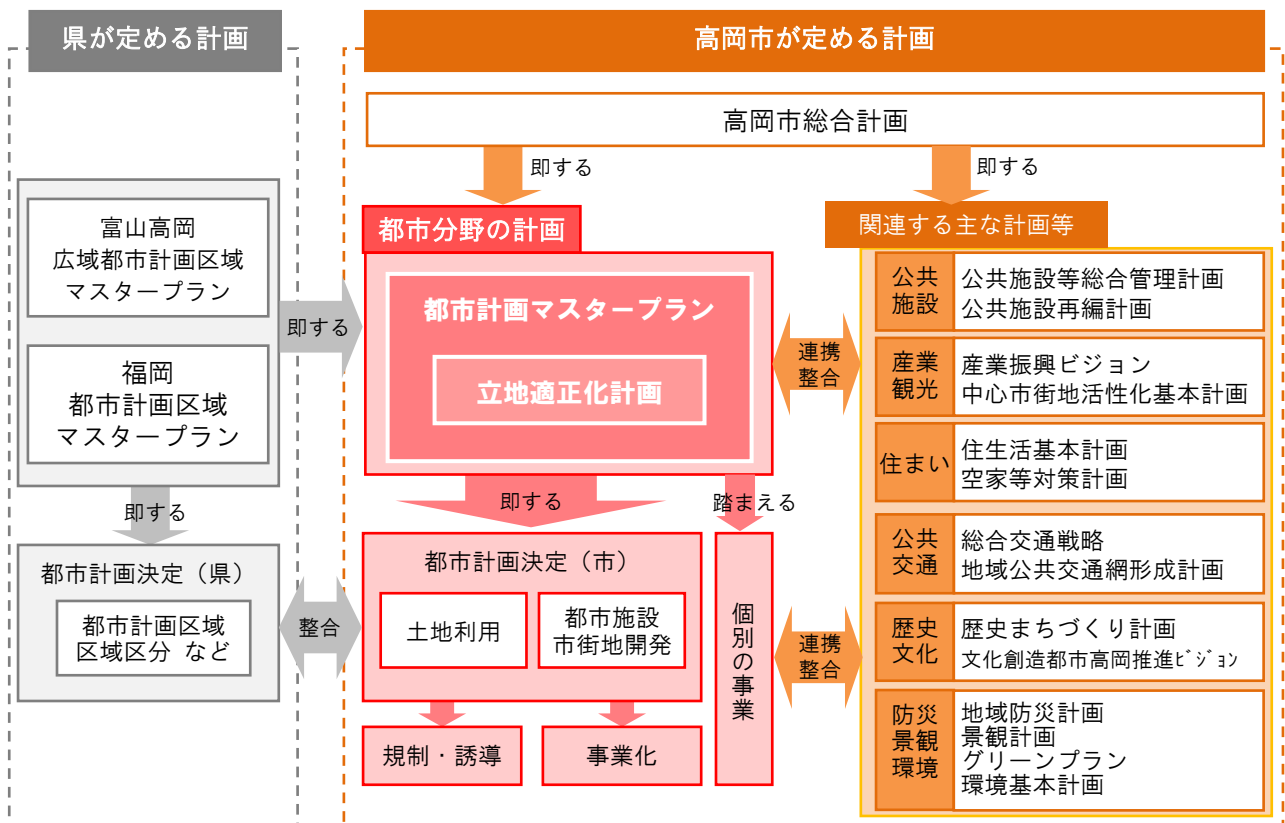 県が定める計画
富山高岡
広域都市計画区域
マスタープラン
福岡
都市計画区域
マスタープラン
即する
都市計画決定（県）
都市計画区域
区域区分 など
即する
整合
高岡市が定める計画
高岡市総合計画
即する
即する
都市分野の計画
都市計画マスタープラン
立地適正化計画
即する
踏まえる
都市計画決定（市）
土地利用
都市施設
市街地開発
規制・誘導
事業化
個別の事業
連携
整合
連携
整合
関連する主な計画等
公共
施設
公共施設等総合管理計画
公共施設再編計画
産業
観光
産業振興ビジョン
中心市街地活性化基本計画
住まい
住生活基本計画
空家等対策計画
公共
交通
総合交通戦略
地域公共交通網形成計画
歴史
文化
歴史まちづくり計画
文化創造都市高岡推進ﾋﾞｼﾞｮﾝ
防災
景観
環境
地域防災計画
景観計画
グリーンプラン
環境基本計画